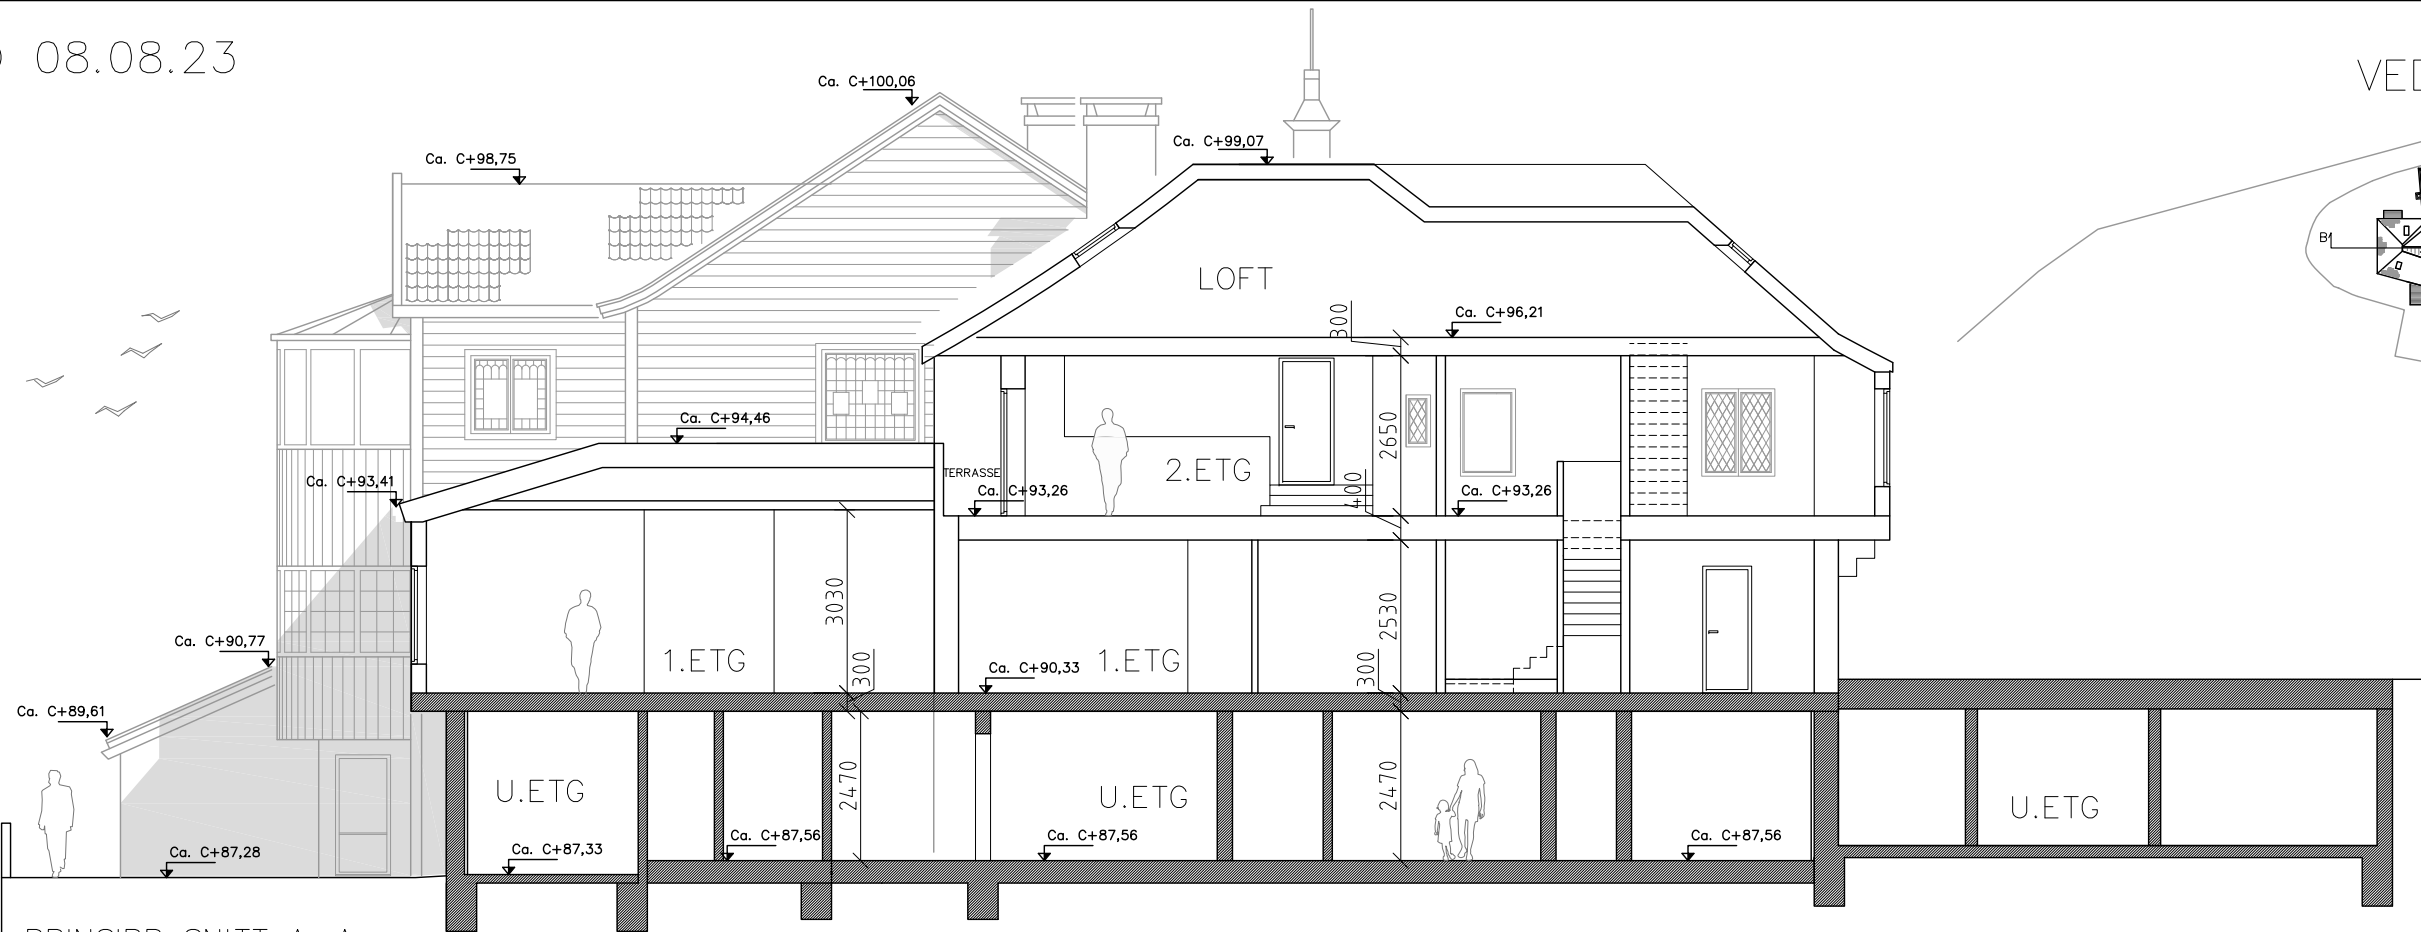 08.08.23
VED
Ca. C+100,06
Ca. C+99,07
Ca. C+98,75
B1
LOFT
300
Ca. C+96,21
Ca. C+94,46
2650
TERRASSE
2.ETG
400
Ca. C+93,41
Ca. C+93,26
Ca. C+93,26
3030
2530
Ca. C+90,77
1.ETG
300
Ca. C+90,33
1.ETG
300
Ca. C+89,61
U.ETG
2470
U.ETG
2470
U.ETG
Ca. C+87,28
Ca. C+87,33
Ca. C+87,56
Ca. C+87,56
Ca. C+87,56